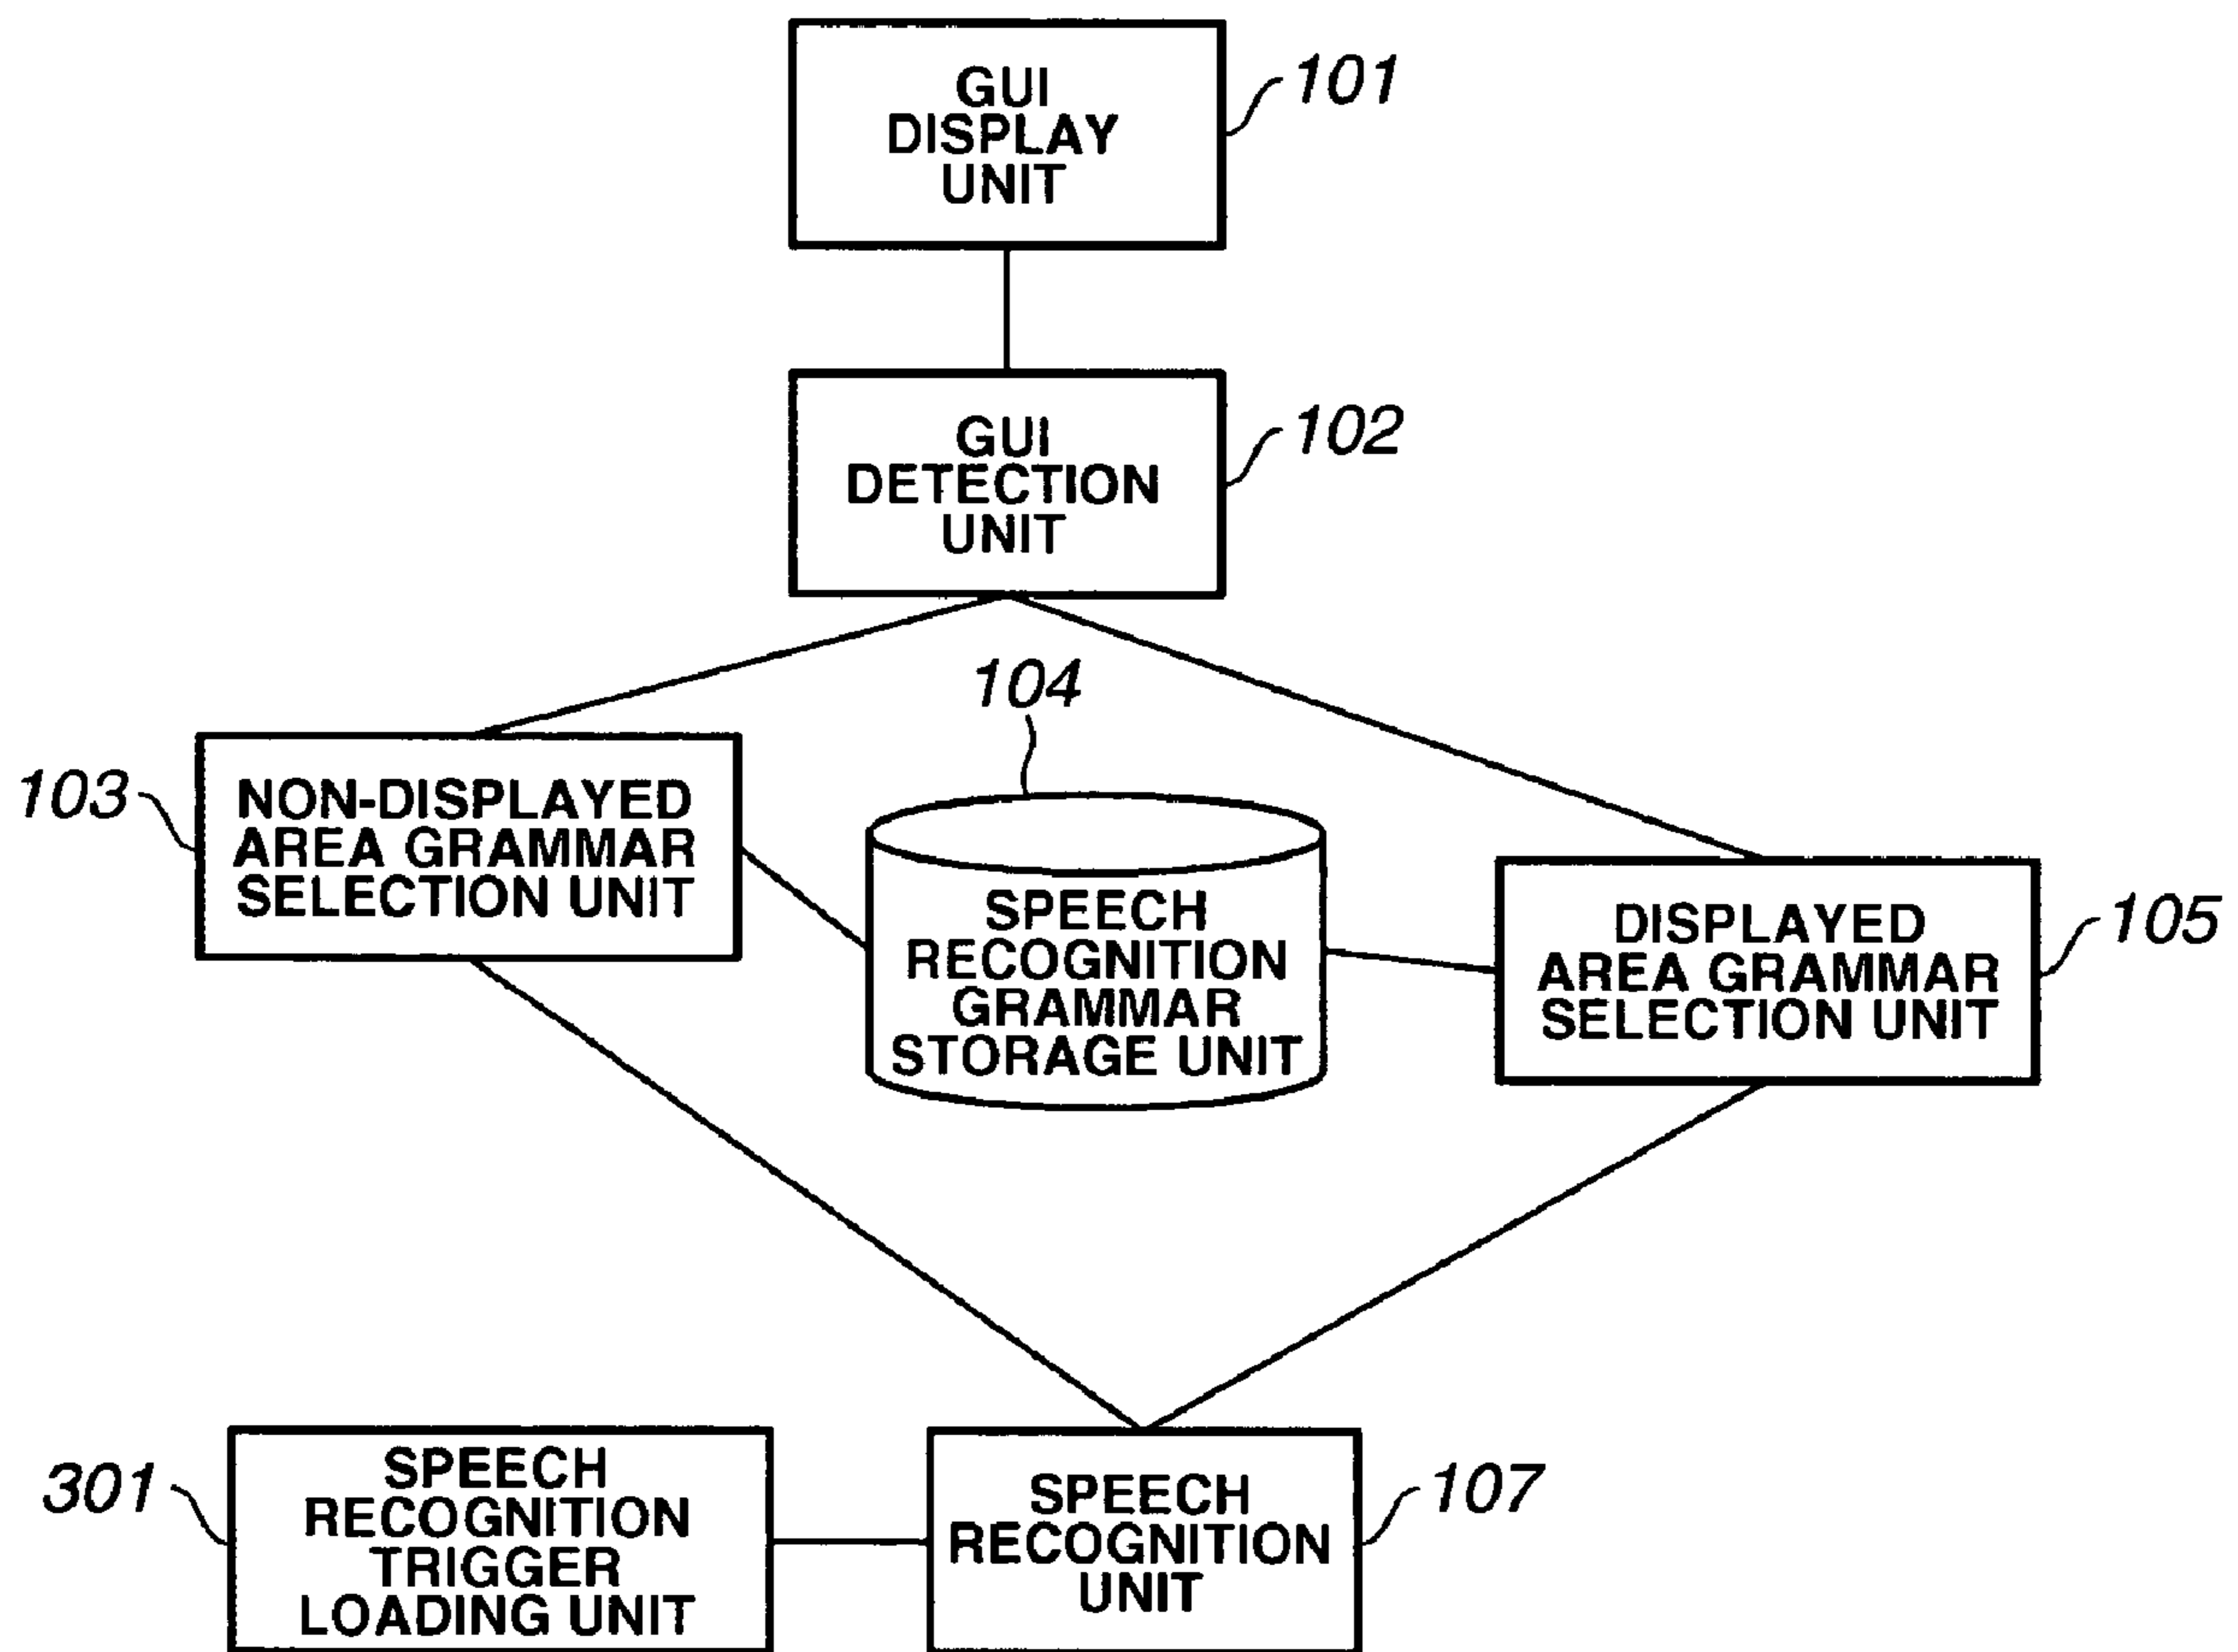 GUI
DISPLAY
UNIT
101
GUI
DETECTION
UNIT
102
104
103
NON-DISPLAYED
AREA GRAMMAR
SELECTION UNIT
SPEECH
RECOGNITION
GRAMMAR
STORAGE UNIT
DISPLAYED
AREA GRAMMAR
SELECTION UNIT
105
301
SPEECH
RECOGNITION
TRIGGER
LOADING UNIT
SPEECH
RECOGNITION
UNIT
107